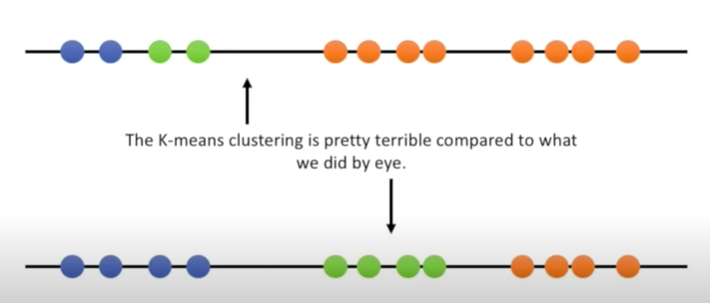 The K-means clustering is pretty terrible compared to what
we did by eye.